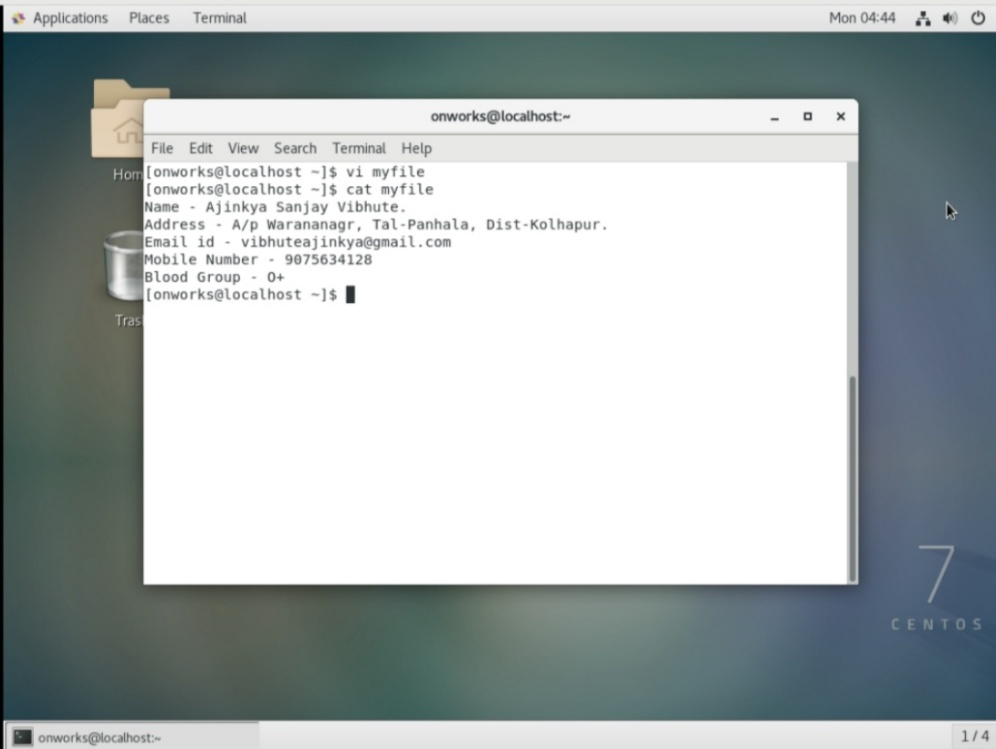 Applications Places Terminal Mon 04:44
Home
Trash
onworks@localhost:~
File Edit View Search Terminal Help
[onworks@localhost ~]$ vi myfile
[onworks@localhost ~]$ cat myfile
Name - Ajinkya Sanjay Vibhute.
Address - A/p Warananagr, Tal-Panhala, Dist-Kolhapur.
Email id - vibhuteajinkya@gmail.com
Mobile Number - 9075634128
Blood Group - O+
[onworks@localhost ~]$
7
CENTOS
onworks@localhost:~
1 / 4